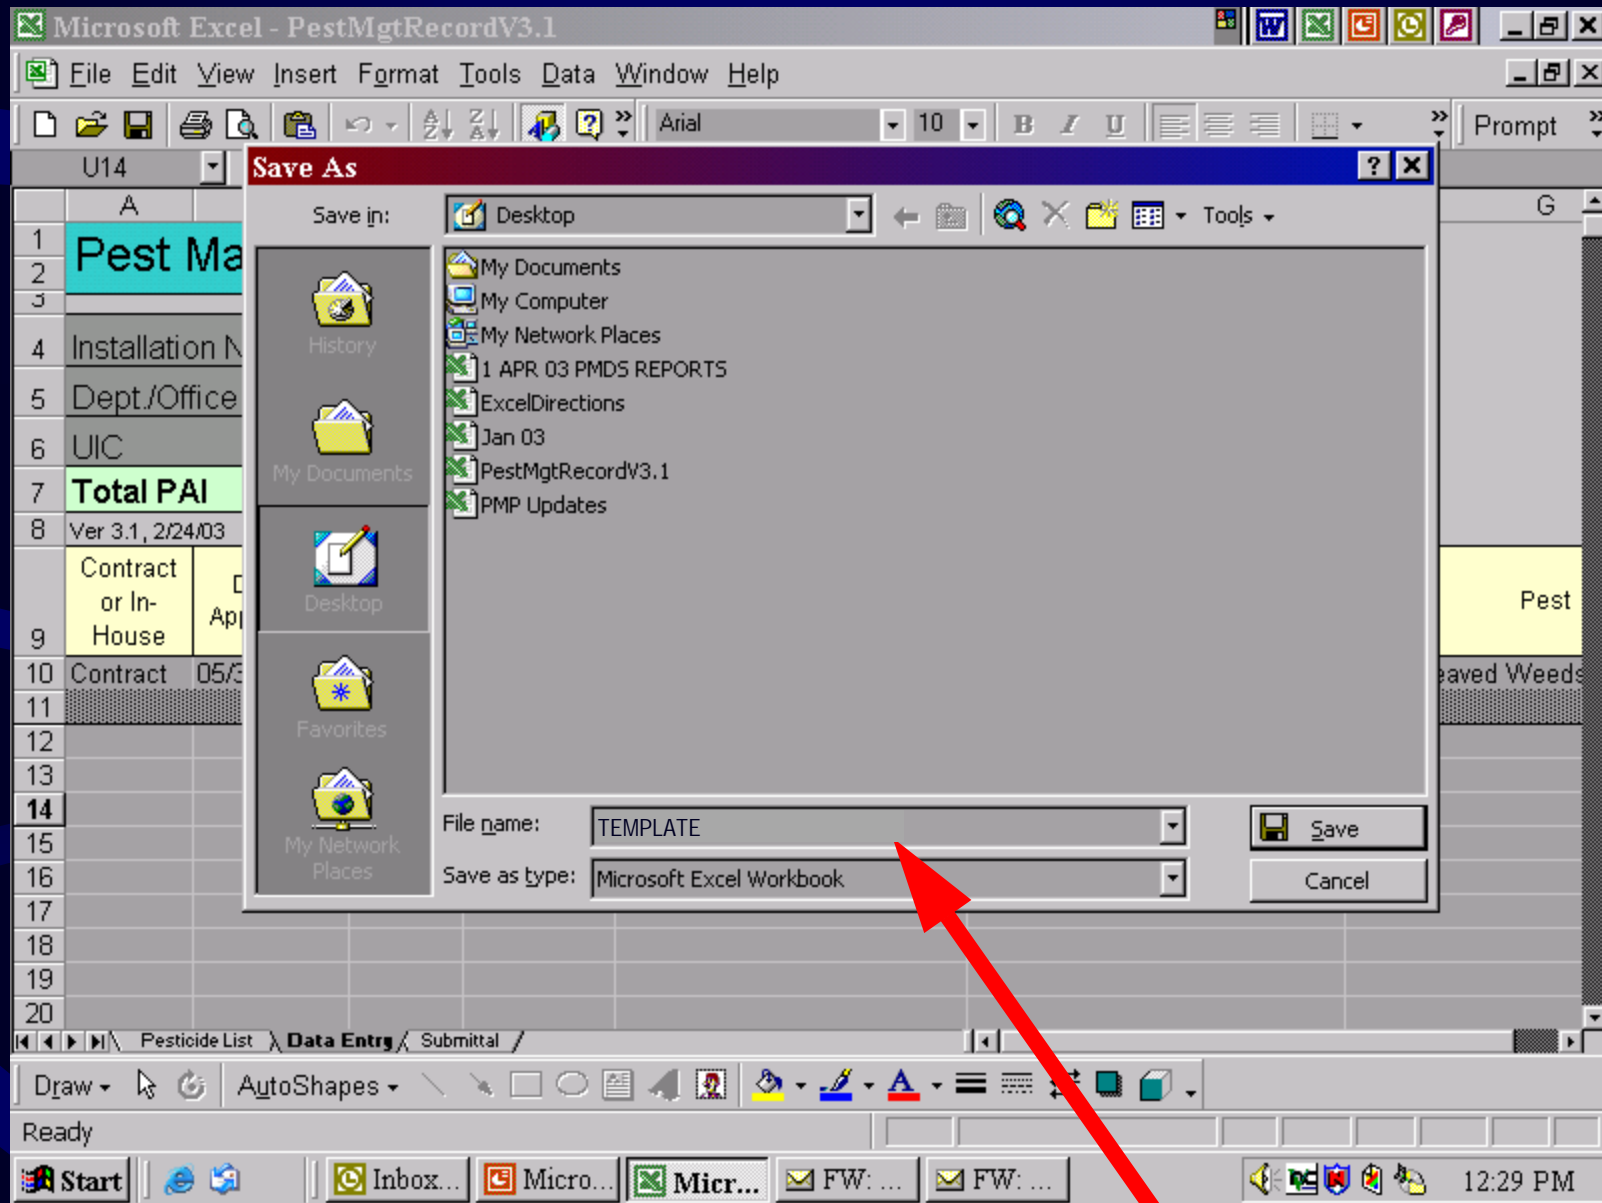 Microsoft Excel - PestMgtRecordV3.1
File Edit View Insert Format Tools Data Window Help
Arial 10 B I U Prompt
U14
Save As
Save in: Desktop Tools
A G
1 Pest Ma
2
3
4 Installation N
5 Dept./Office
6 UIC
7 Total PAI
8 Ver 3.1, 2/24/03
9 Contract or In-House Pest
10 Contract 05/3 eaved Weeds
11
12
13
14
15
16
17
18
19
20
History
My Documents
Desktop
Favorites
My Network Places
My Documents
My Computer
My Network Places
1 APR 03 PMDS REPORTS
ExcelDirections
Jan 03
PestMgtRecordV3.1
PMP Updates
File name: TEMPLATE Save
Save as type: Microsoft Excel Workbook Cancel
Pesticide List Data Entry Submittal
Draw AutoShapes A
Ready
Start Inbox... Micro... Micr... FW: ... FW: ... 12:29 PM